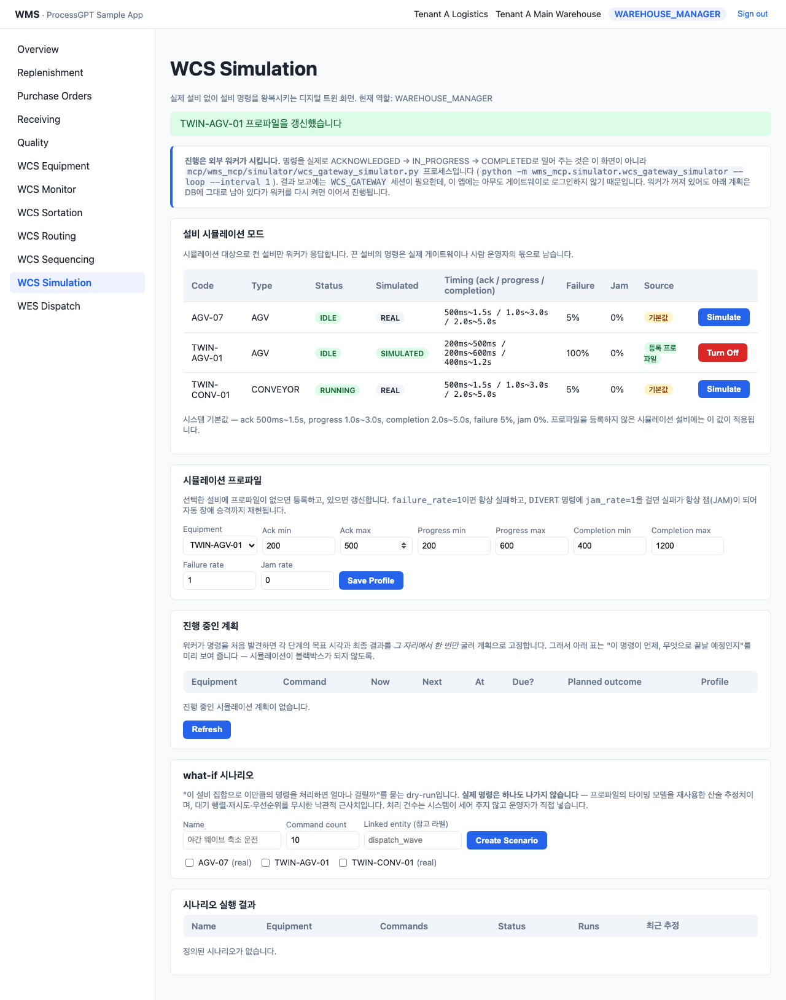 WMS · ProcessGPT Sample App
Tenant A Logistics Tenant A Main Warehouse WAREHOUSE_MANAGER Sign out
Overview
Replenishment
Purchase Orders
Receiving
Quality
WCS Equipment
WCS Monitor
WCS Sortation
WCS Routing
WCS Sequencing
WCS Simulation
WES Dispatch
WCS Simulation
실제 설비 없이 설비 명령을 왕복시키는 디지털 트윈 화면. 현재 역할: WAREHOUSE_MANAGER
TWIN-AGV-01 프로파일을 갱신했습니다
진행은 외부 워커가 시킵니다. 명령을 실제로 ACKNOWLEDGED → IN_PROGRESS → COMPLETED로 밀어 주는 것은 이 화면이 아니라
mcp/wms_mcp/simulator/wcs_gateway_simulator.py 프로세스입니다 ( python -m wms_mcp.simulator.wcs_gateway_simulator --
loop --interval 1 ). 결과 보고에는 WCS_GATEWAY 세션이 필요한데, 이 앱에는 아무도 게이트웨이로 로그인하지 않기 때문입니다. 워커가 꺼져 있어도 아래 계획은
DB에 그대로 남아 있다가 워커를 다시 켜면 이어서 진행됩니다.
설비 시뮬레이션 모드
시뮬레이션 대상으로 켠 설비만 워커가 응답합니다. 끈 설비의 명령은 실제 게이트웨이나 사람 운영자의 몫으로 남습니다.
Code Type Status Simulated Timing (ack / progress / completion) Failure Jam Source
AGV-07 AGV IDLE REAL 500ms~1.5s / 1.0s~3.0s / 2.0s~5.0s 5% 0% 기본값 Simulate
TWIN-AGV-01 AGV IDLE SIMULATED 200ms~500ms / 200ms~600ms / 400ms~1.2s 100% 0% 등록 프로파일 Turn Off
TWIN-CONV-01 CONVEYOR RUNNING REAL 500ms~1.5s / 1.0s~3.0s / 2.0s~5.0s 5% 0% 기본값 Simulate
시스템 기본값 — ack 500ms~1.5s, progress 1.0s~3.0s, completion 2.0s~5.0s, failure 5%, jam 0%. 프로파일을 등록하지 않은 시뮬레이션 설비에는 이 값이 적용됩
니다.
시뮬레이션 프로파일
선택한 설비에 프로파일이 없으면 등록하고, 있으면 갱신합니다. failure_rate=1이면 항상 실패하고, DIVERT 명령에 jam_rate=1을 걸면 실패가 항상 잼(JAM)이 되어
자동 장애 승격까지 재현됩니다.
Equipment Ack min Ack max Progress min Progress max Completion min Completion max
TWIN-AGV-01 200 500 200 600 400 1200
Failure rate Jam rate
1 0 Save Profile
진행 중인 계획
워커가 명령을 처음 발견하면 각 단계의 목표 시각과 최종 결과를 그 자리에서 한 번만 굴려 계획으로 고정합니다. 그래서 아래 표는 "이 명령이 언제, 무엇으로 끝날 예정인지"를
미리 보여 줍니다 — 시뮬레이션이 블랙박스가 되지 않도록.
Equipment Command Now Next At Due? Planned outcome Profile
진행 중인 시뮬레이션 계획이 없습니다.
Refresh
what-if 시나리오
"이 설비 집합으로 이만큼의 명령을 처리하면 얼마나 걸릴까"를 묻는 dry-run입니다. 실제 명령은 하나도 나가지 않습니다 — 프로파일의 타이밍 모델을 재사용한 산술 추정치이
며, 대기 행렬·재시도·우선순위를 무시한 낙관적 근사치입니다. 처리 건수는 시스템이 세어 주지 않고 운영자가 직접 넣습니다.
Name Command count Linked entity (참고 라벨)
야간 웨이브 축소 운전 10 dispatch_wave Create Scenario
AGV-07 (real) TWIN-AGV-01 TWIN-CONV-01 (real)
시나리오 실행 결과
Name Equipment Commands Status Runs 최근 추정
정의된 시나리오가 없습니다.